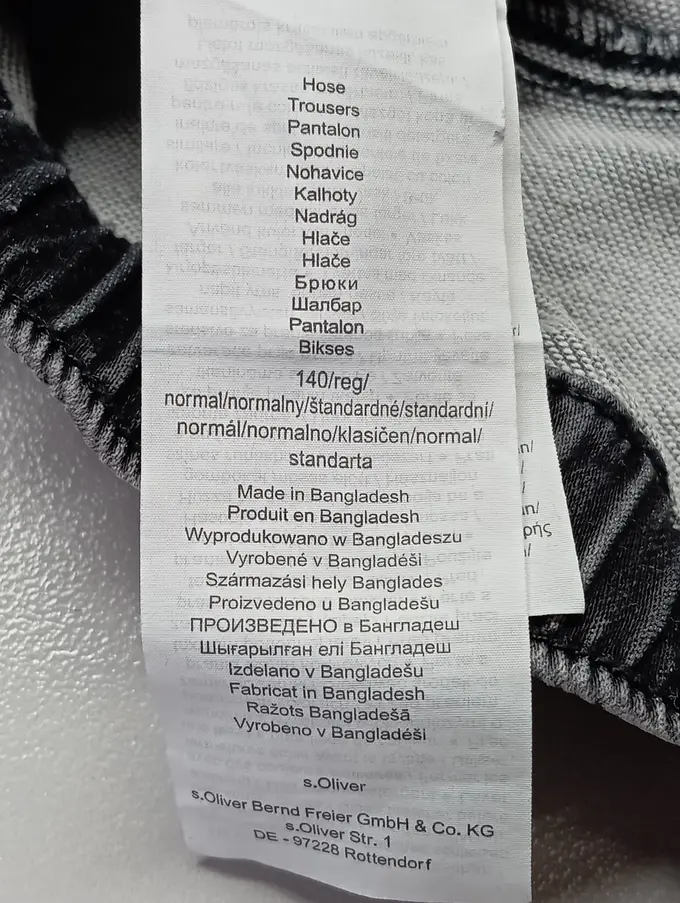 Hose
Trousers
Pantalon
Spodnie
Nohavice
Kalhoty
Nadrág
Hlače
Hlače
Брюки
Шалбар
Pantalon
Bikses
140/reg/
normal/normalny/štandardné/standardní/
normál/normalno/klasičen/normal/
standarta
Made in Bangladesh
Produit en Bangladesh
Wyprodukowano w Bangladeszu
Vyrobené v Bangladéši
Származási hely Banglades
Proizvedeno u Bangladešu
ПРОИЗВЕДЕНО в Бангладеш
Шығарылған елі Бангладеш
Izdelano v Bangladešu
Fabricat in Bangladesh
Ražots Bangladešā
Vyrobeno v Bangladéši
s.Oliver
s.Oliver Bernd Freier GmbH & Co. KG
s.Oliver Str. 1
DE - 97228 Rottendorf